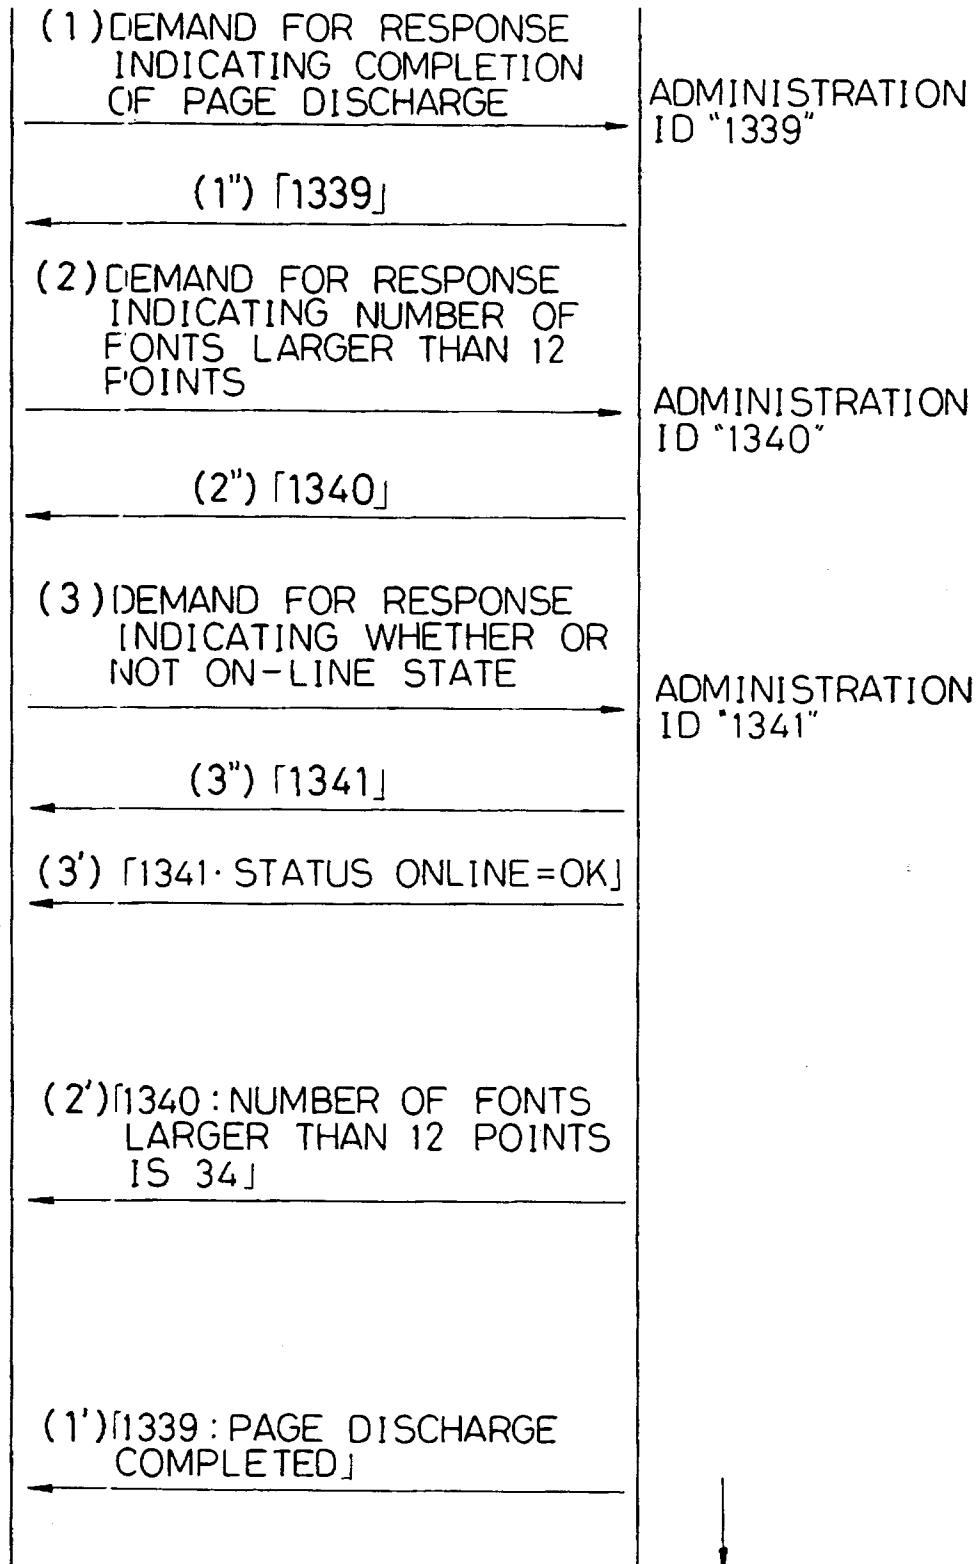 (1) DEMAND FOR RESPONSE
INDICATING COMPLETION
OF PAGE DISCHARGE
ADMINISTRATION
ID "1339"
(1") ｢1339｣
(2) DEMAND FOR RESPONSE
INDICATING NUMBER OF
FONTS LARGER THAN 12
POINTS
ADMINISTRATION
ID "1340"
(2") ｢1340｣
(3) DEMAND FOR RESPONSE
INDICATING WHETHER OR
NOT ON-LINE STATE
ADMINISTRATION
ID "1341"
(3") ｢1341｣
(3') ｢1341· STATUS ONLINE=OK｣
(2') ｢1340 : NUMBER OF FONTS
LARGER THAN 12 POINTS
IS 34｣
(1') ｢1339 : PAGE DISCHARGE
COMPLETED｣